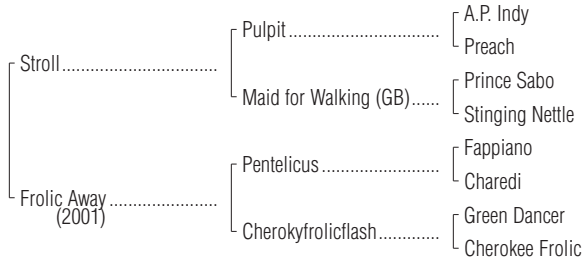 A.P. Indy
Pulpit
Preach
Stroll
Prince Sabo
Maid for Walking (GB)
Stinging Nettle
Fappiano
Pentelicus
Charedi
Frolic Away
(2001)
Green Dancer
Cherokyfrolicflash
Cherokee Frolic